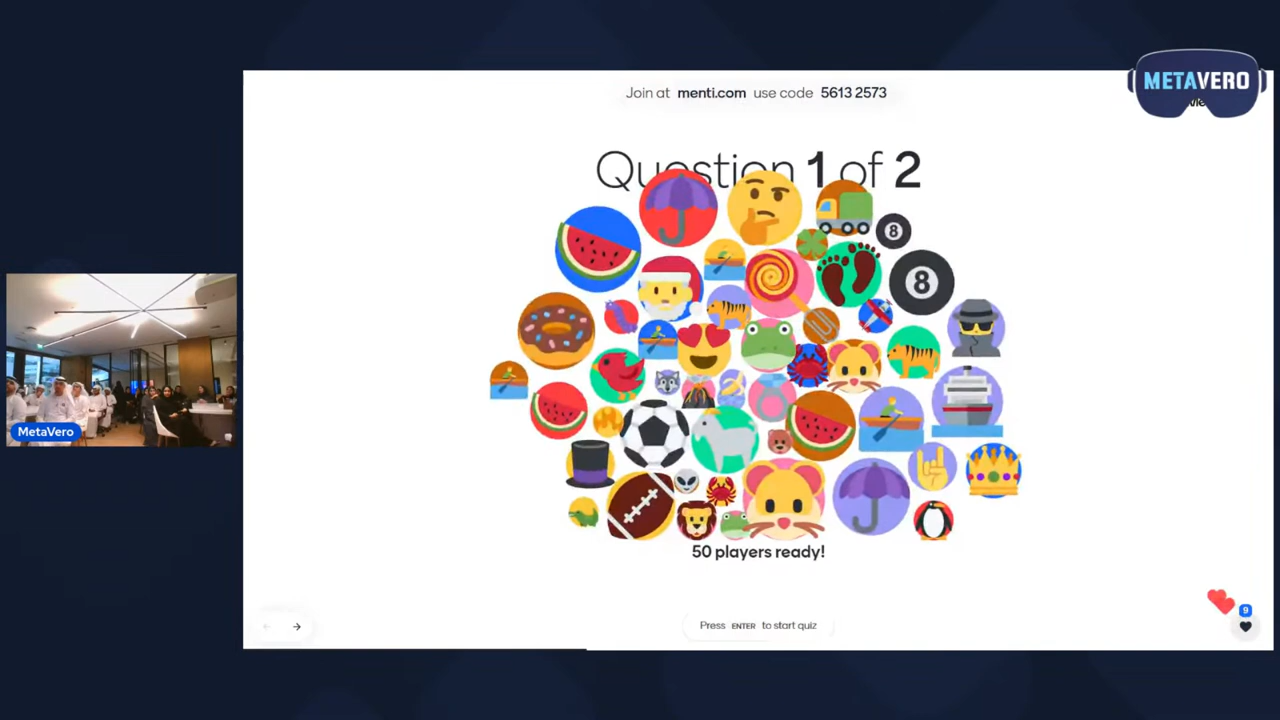 METAVERO
Join at menti.com use code 5613 2573
Question 1 of 2
8
8
MetaVero
50 players ready!
Press ENTER to start quiz
9